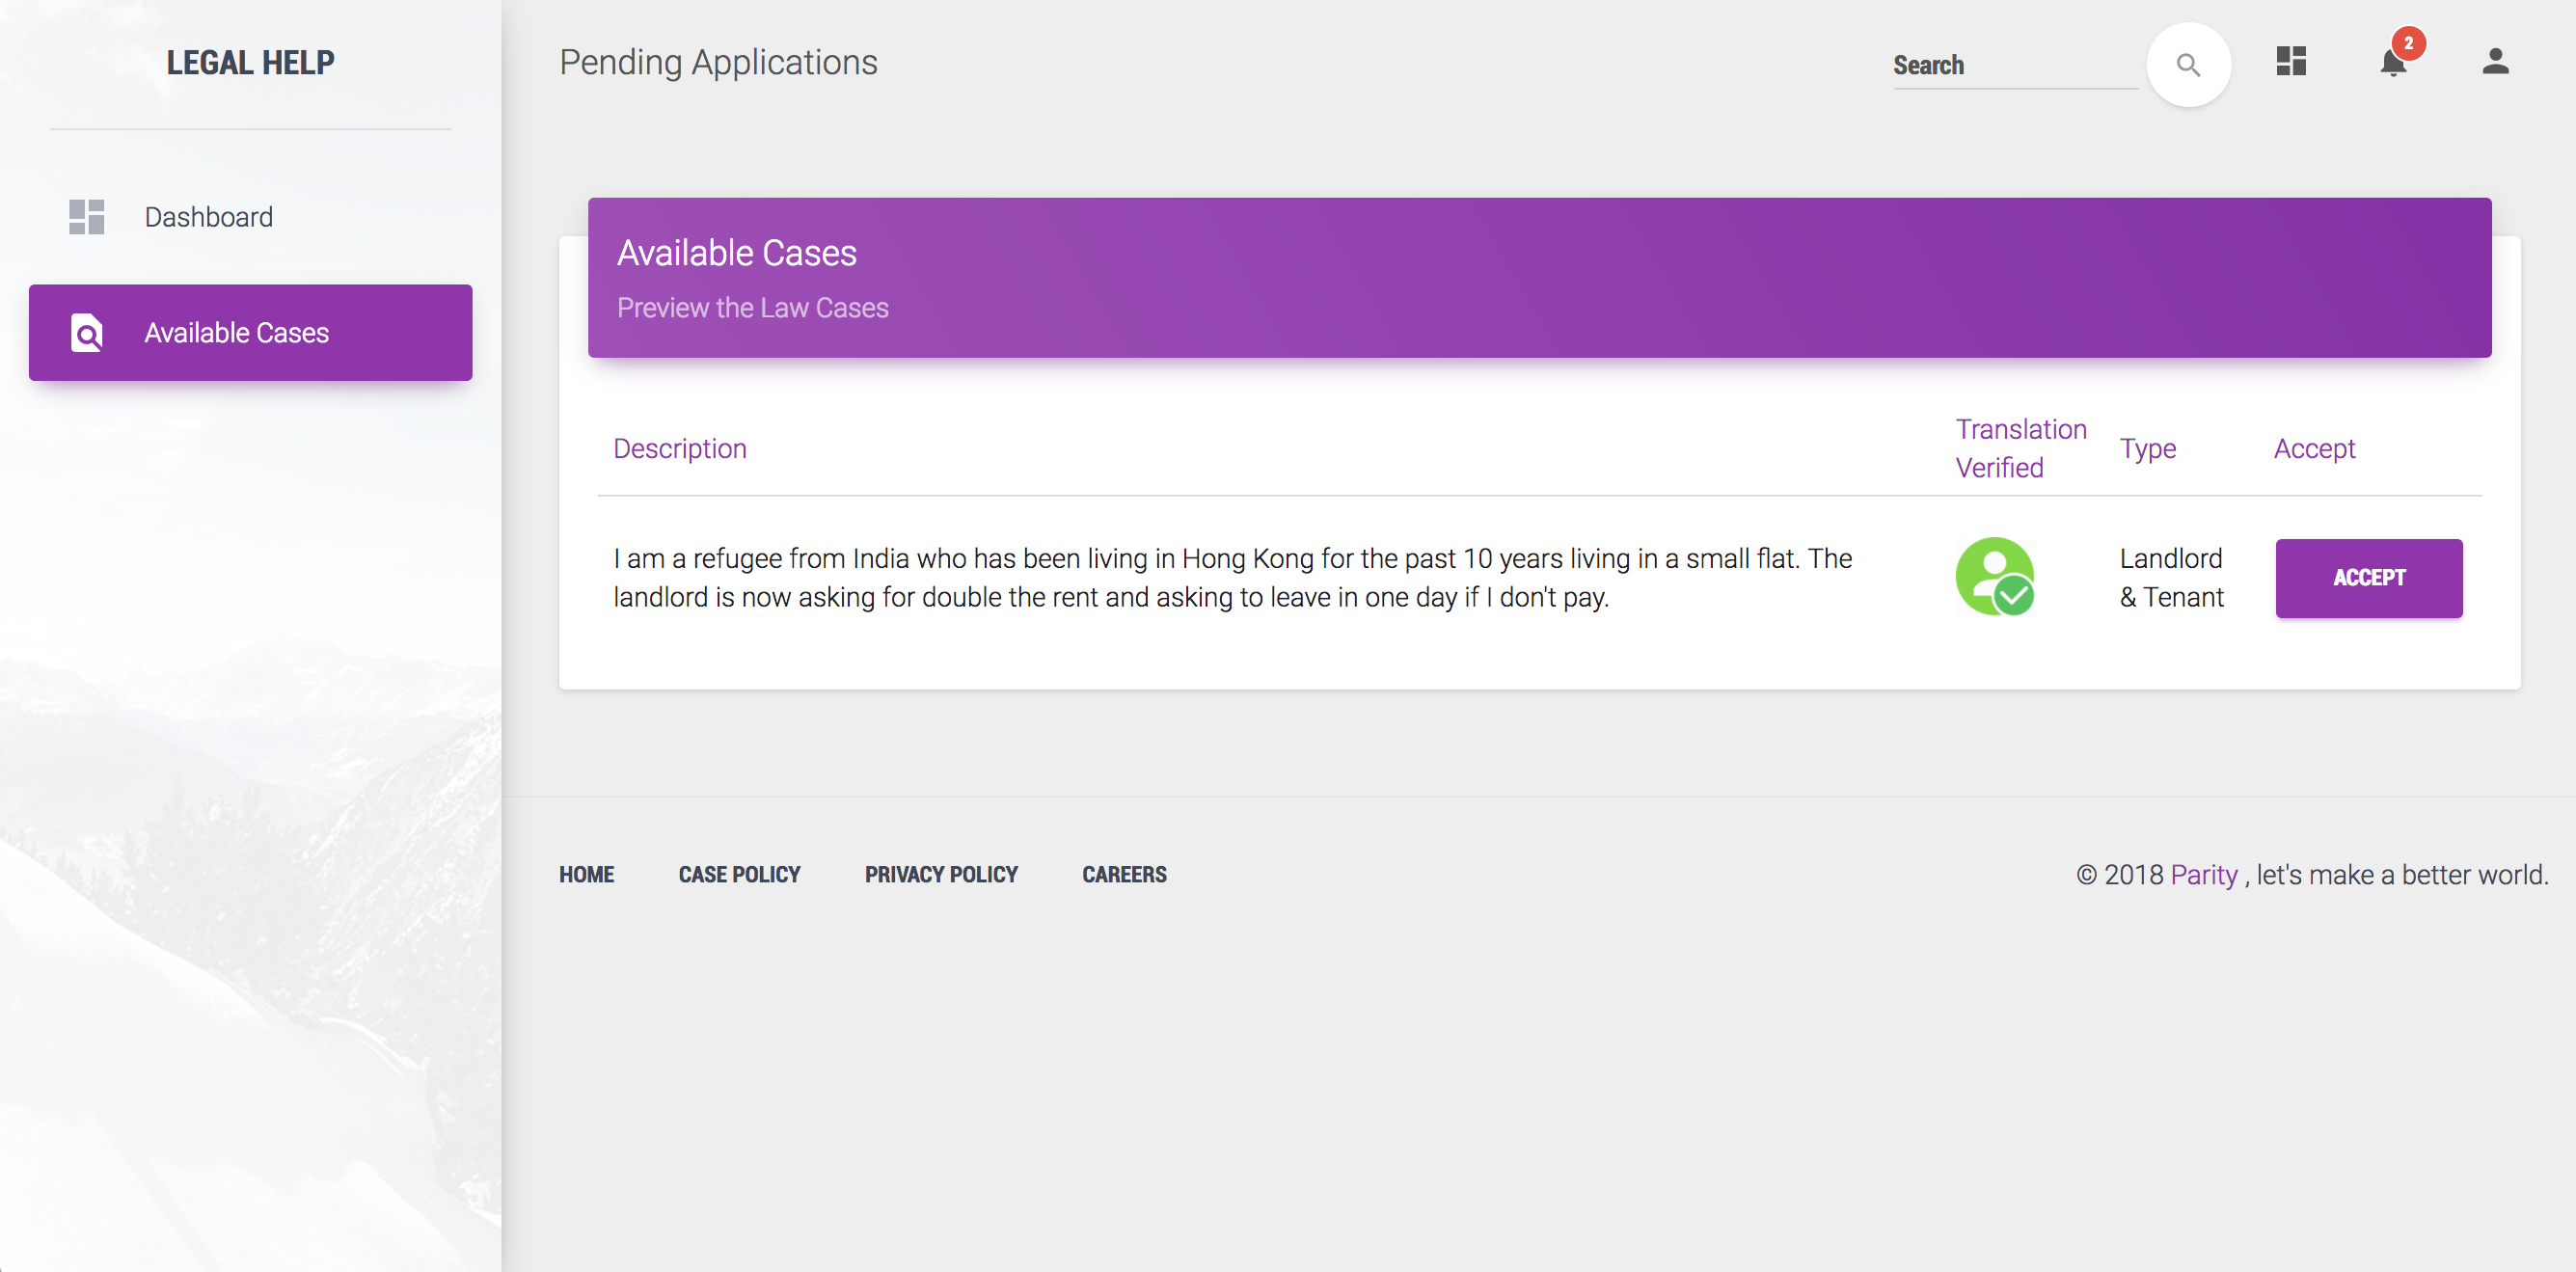 LEGAL HELP
Dashboard
Available Cases
Pending Applications
Search
2
Available Cases
Preview the Law Cases
Description
Translation
Verified
Type
Accept
I am a refugee from India who has been living in Hong Kong for the past 10 years living in a small flat. The
landlord is now asking for double the rent and asking to leave in one day if I don't pay.
Landlord
& Tenant
ACCEPT
HOME
CASE POLICY
PRIVACY POLICY
CAREERS
© 2018 Parity , let's make a better world.